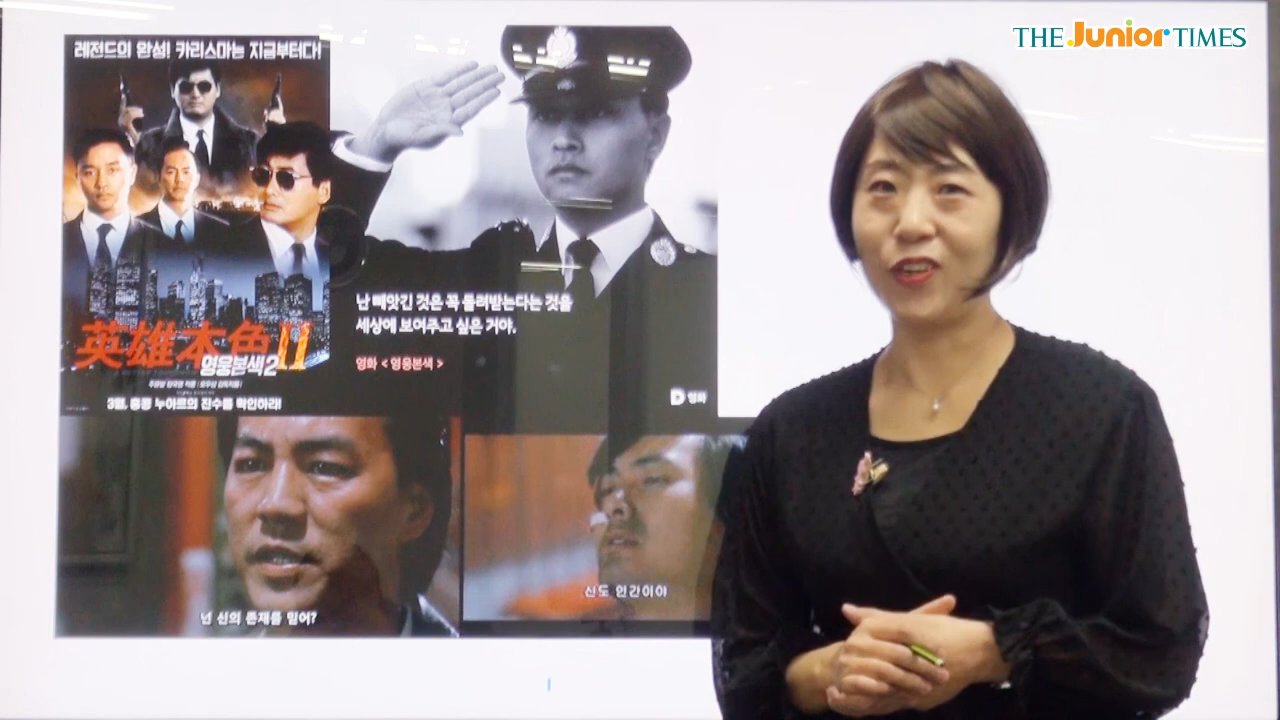 THE Junior TIMES
레전드의 완성! 카리스마는 지금부터다!
英雄本色 II
영웅본색2
3월, 홍콩 누아르의 진수를 확인하라!
난 빼앗긴 것은 꼭 돌려받는다는 것을
세상에 보여주고 싶은 거야.
영화 < 영웅본색 >
D 영화
넌 신의 존재를 믿어?
신도 인간이야